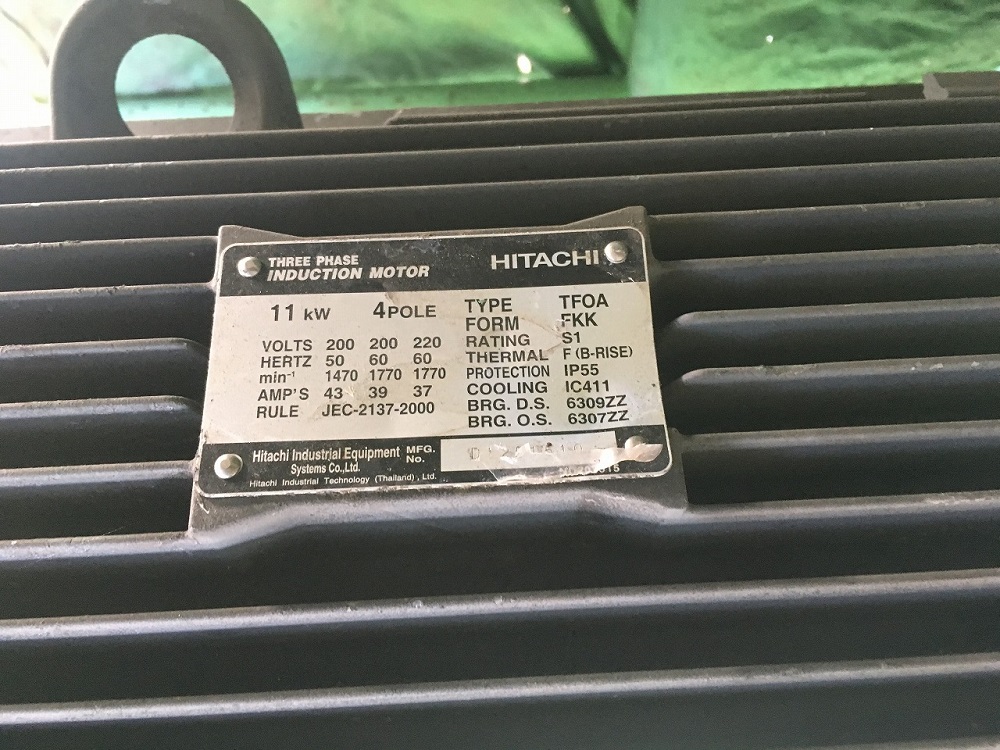 THREE PHASE
INDUCTION MOTOR
HITACHI
11 kW 4 POLE
VOLTS 200 200 220
HERTZ 50 60 60
min⁻¹ 1470 1770 1770
AMP'S 43 39 37
RULE JEC-2137-2000
TYPE TFOA
FORM FKK
RATING S1
THERMAL F (B-RISE)
PROTECTION IP55
COOLING IC411
BRG. D.S. 6309ZZ
BRG. O.S. 6307ZZ
Hitachi Industrial Equipment
Systems Co.,Ltd.
Hitachi Industrial Technology (Thailand) , Ltd.
MFG.
No.